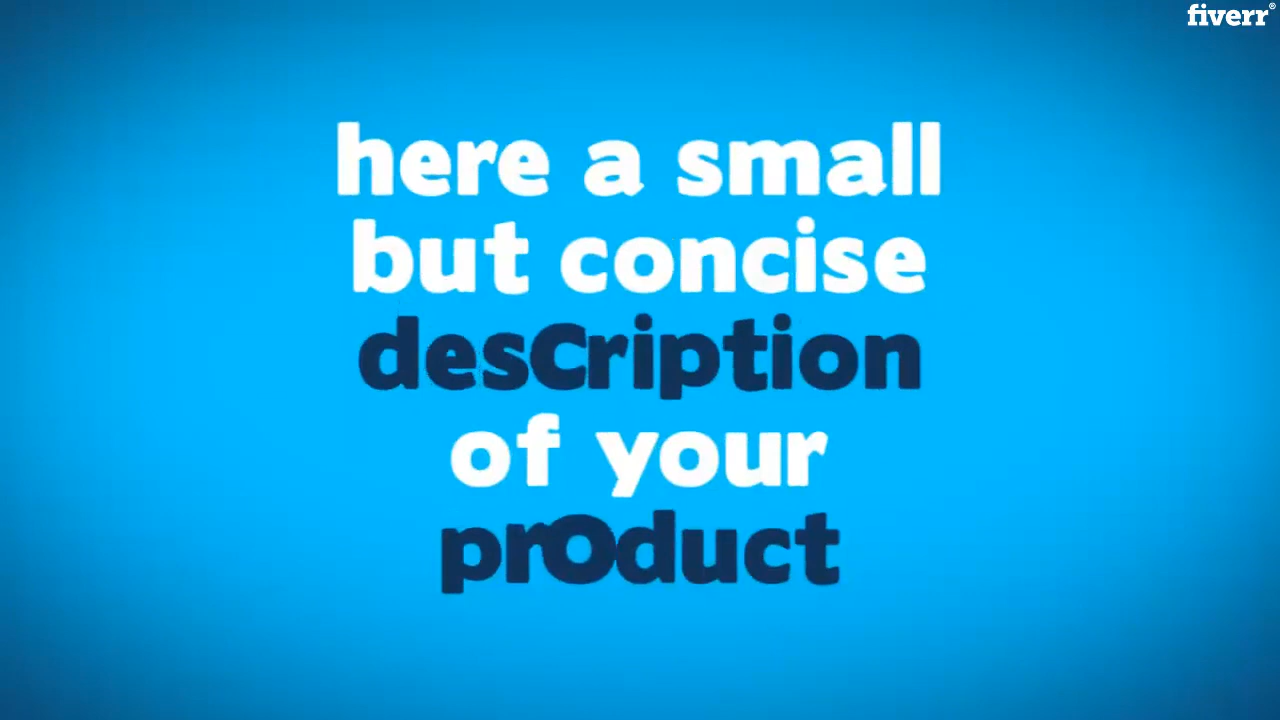 fiverr®
here a small
but concise
desCription
of your
prOduct